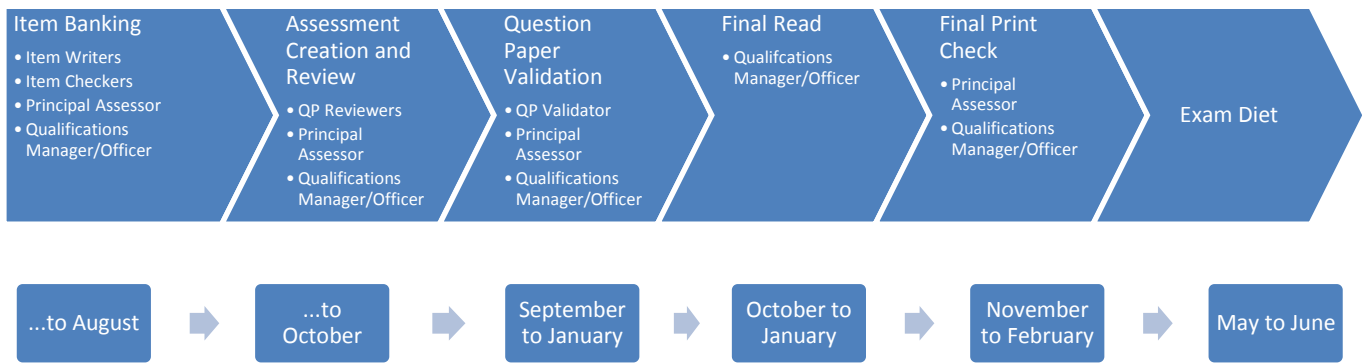 Item Banking
• Item Writers
• Item Checkers
• Principal Assessor
• Qualifications
Manager/Officer
Assessment
Creation and
Review
• QP Reviewers
• Principal
Assessor
• Qualifications
Manager/Officer
Question
Paper
Validation
• QP Validator
• Principal
Assessor
• Qualifications
Manager/Officer
Final Read
• Qualifcations
Manager/Officer
Final Print
Check
• Principal
Assessor
• Qualifications
Manager/Officer
Exam Diet
...to August
...to
October
September
to January
October to
January
November
to February
May to June